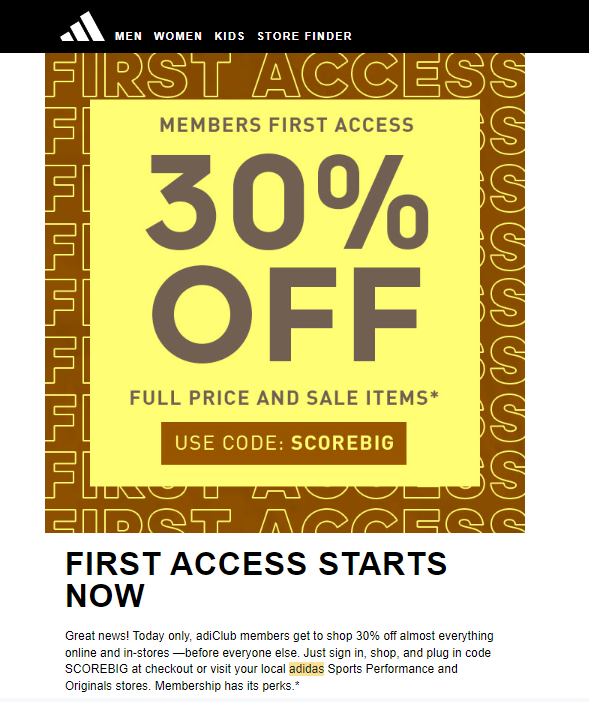 MEN WOMEN KIDS STORE FINDER
FIRST ACCESS
MEMBERS FIRST ACCESS
30%
OFF
FULL PRICE AND SALE ITEMS*
USE CODE: SCOREBIG
FIRST ACCESS
FIRST ACCESS STARTS
NOW
Great news! Today only, adiClub members get to shop 30% off almost everything
online and in-stores —before everyone else. Just sign in, shop, and plug in code
SCOREBIG at checkout or visit your local adidas Sports Performance and
Originals stores. Membership has its perks.*